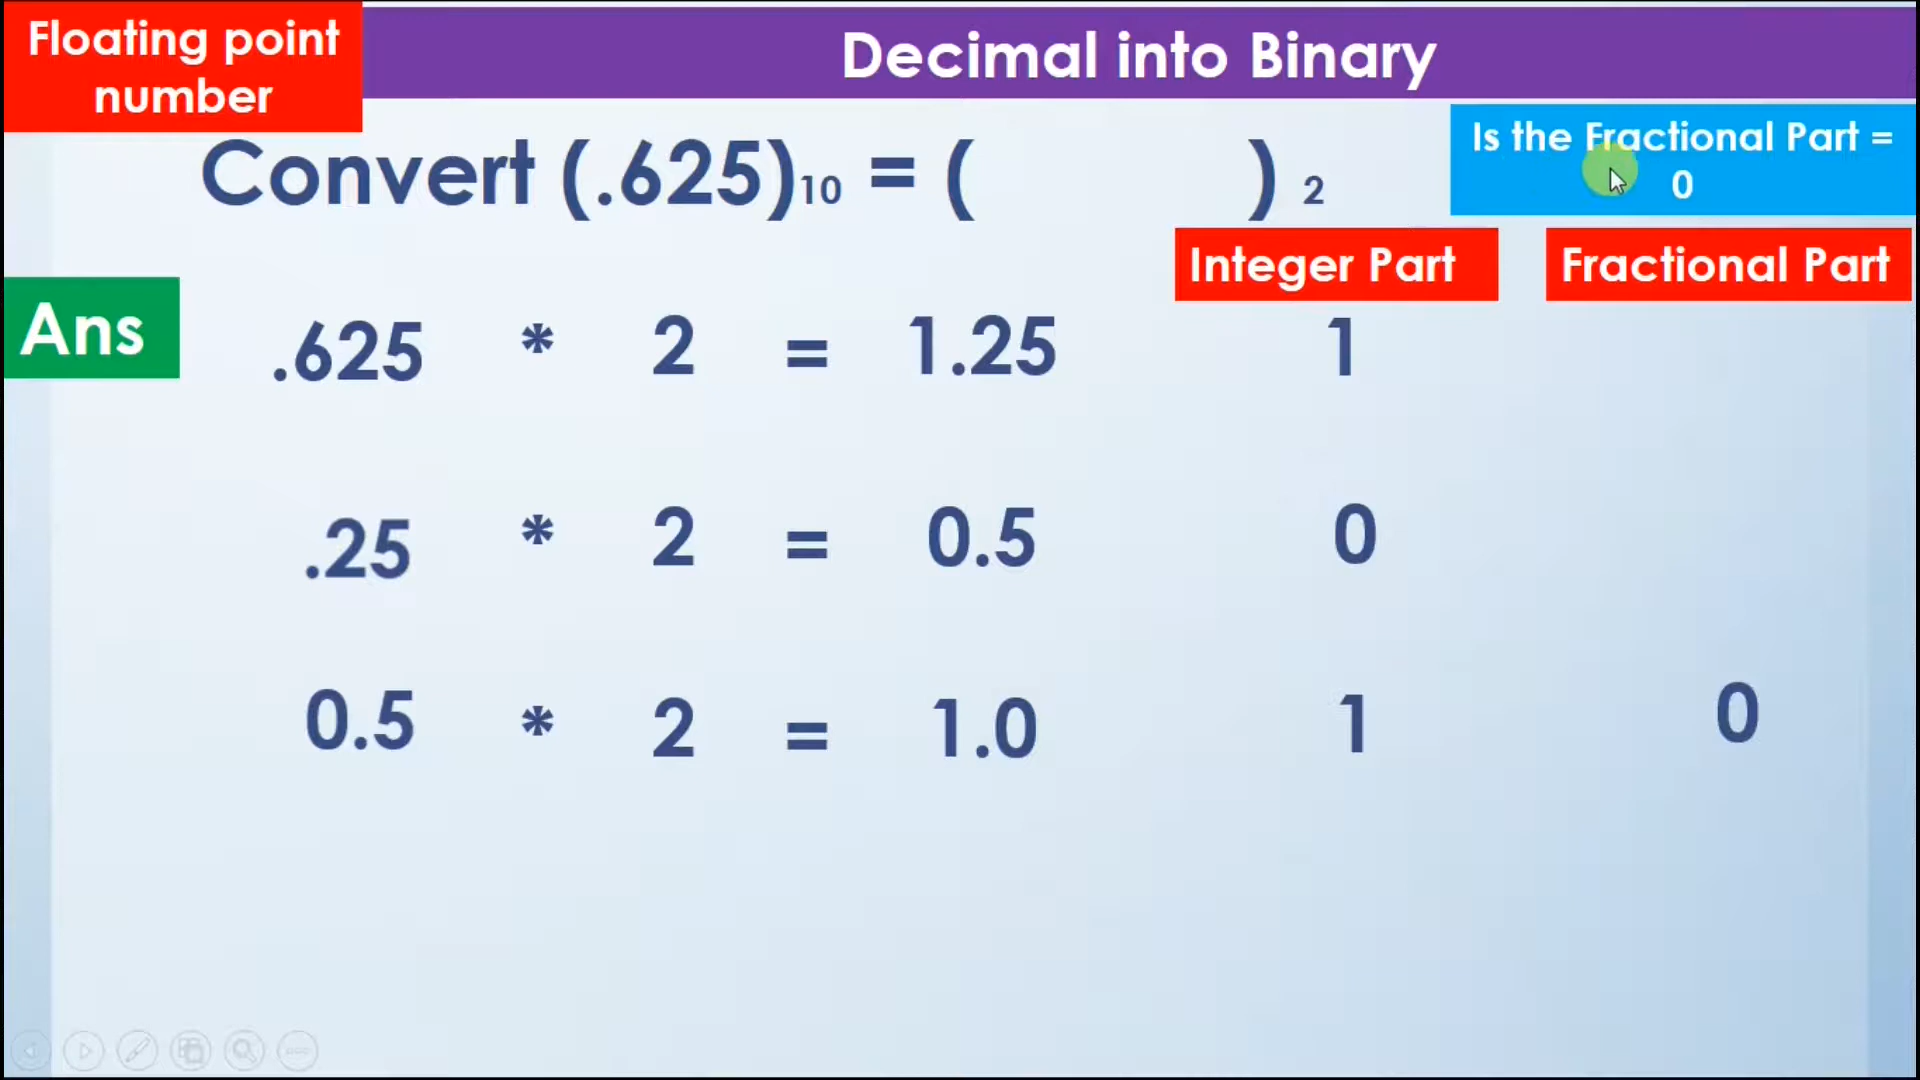 Floating point
number
Decimal into Binary
Convert (.625)10 = ( ) 2
Is the Fractional Part =
0
Integer Part
Fractional Part
Ans
.625 * 2 = 1.25 1
.25 * 2 = 0.5 0
0.5 * 2 = 1.0 1 0